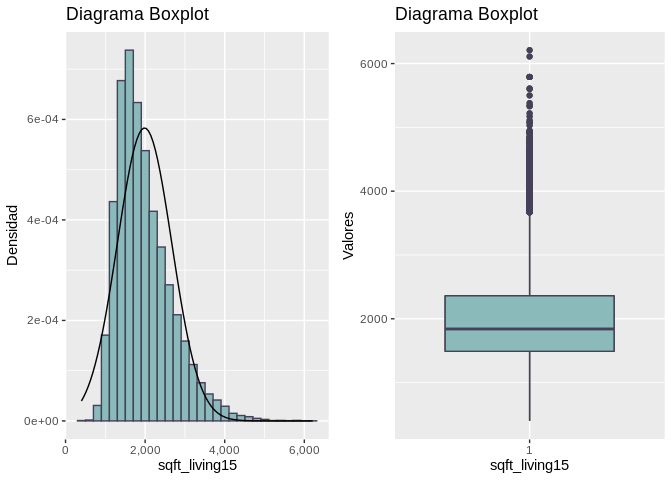 Diagrama Boxplot
Densidad
6e-04
4e-04
2e-04
0e+00
0 2,000 4,000 6,000
sqft_living15
Diagrama Boxplot
Valores
6000
4000
2000
1
sqft_living15